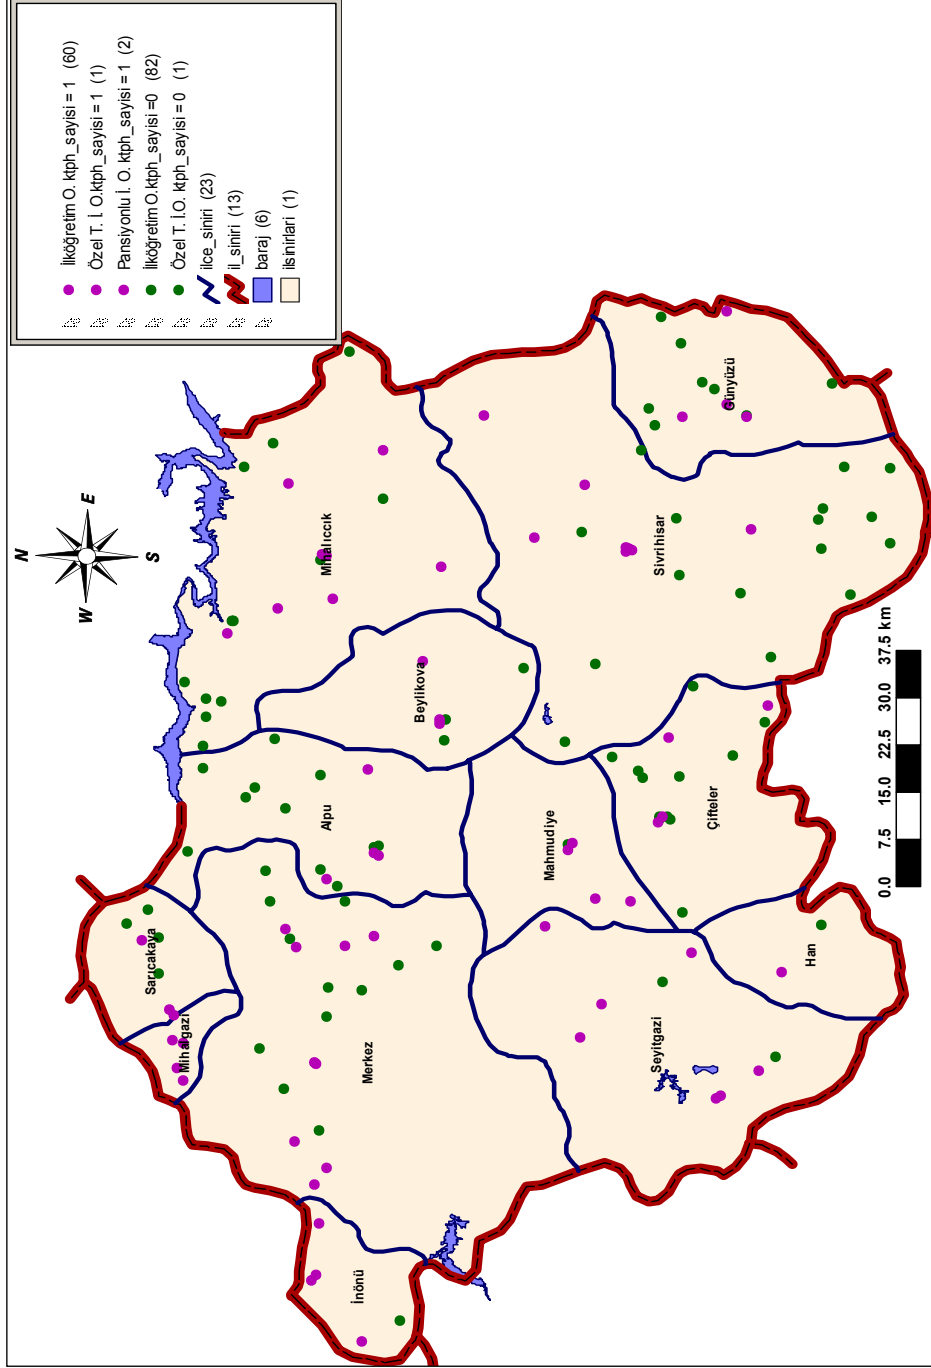 İlköğretim O. ktph_sayisi = 1 (60)
Özel T. İ. O.ktph_sayisi = 1 (1)
Pansiyonlu İ. O. ktph_sayisi = 1 (2)
İlköğretim O.ktph_sayisi =0 (82)
Özel T. İ.O. ktph_sayisi = 0 (1)
ilce_siniri (23)
il_siniri (13)
baraj (6)
ilsinirlari (1)
N
E
S
W
Mihalgazi
Sarıcakaya
Mihalıccık
İnönü
Merkez
Alpu
Beylikova
Mahmudiye
Sivrihisar
Günyüzü
Seyitgazi
Çifteler
Han
0.0 7.5 15.0 22.5 30.0 37.5 km